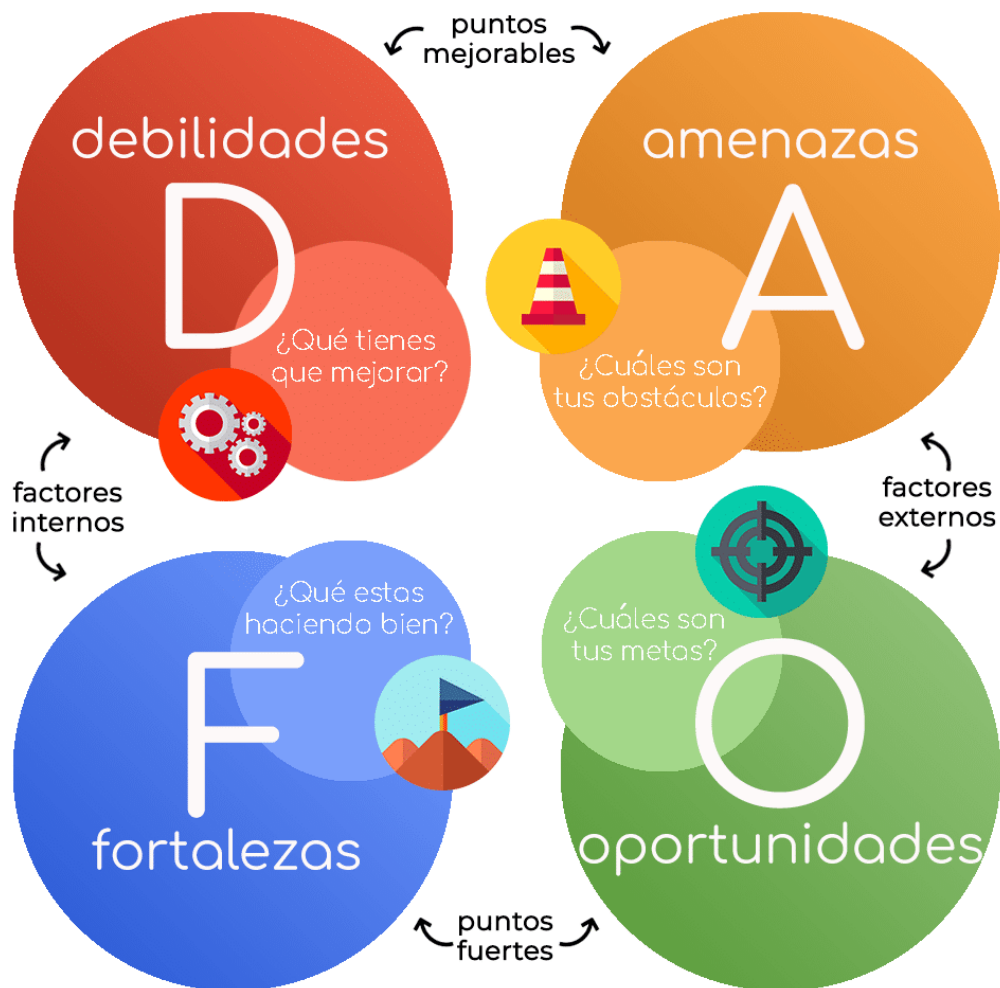 puntos
mejorables
debilidades
D
¿Qué tienes
que mejorar?
amenazas
A
¿Cuáles son
tus obstáculos?
factores
internos
factores
externos
¿Qué estas
haciendo bien?
F
fortalezas
¿Cuáles son
tus metas?
O
oportunidades
puntos
fuertes